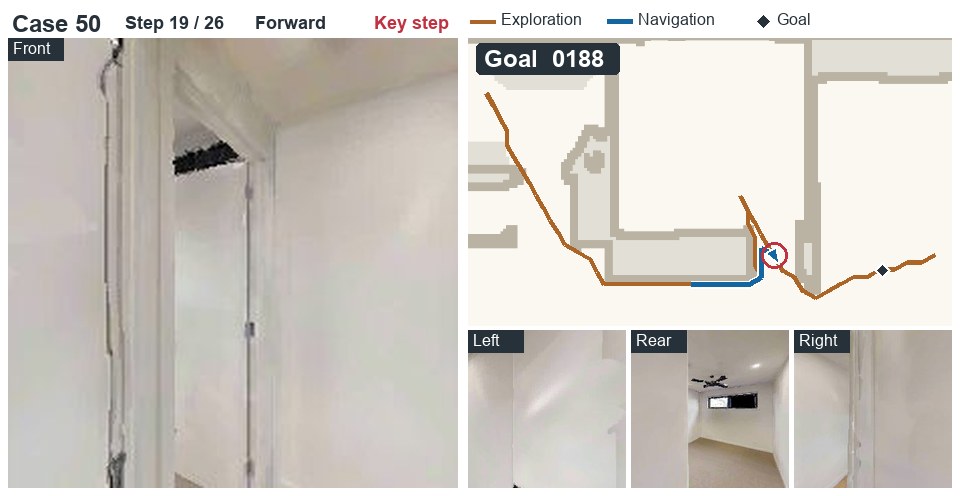 Case 50 Step 19 / 26 Forward Key step
Exploration Navigation Goal
Front
Goal 0188
Left
Rear
Right